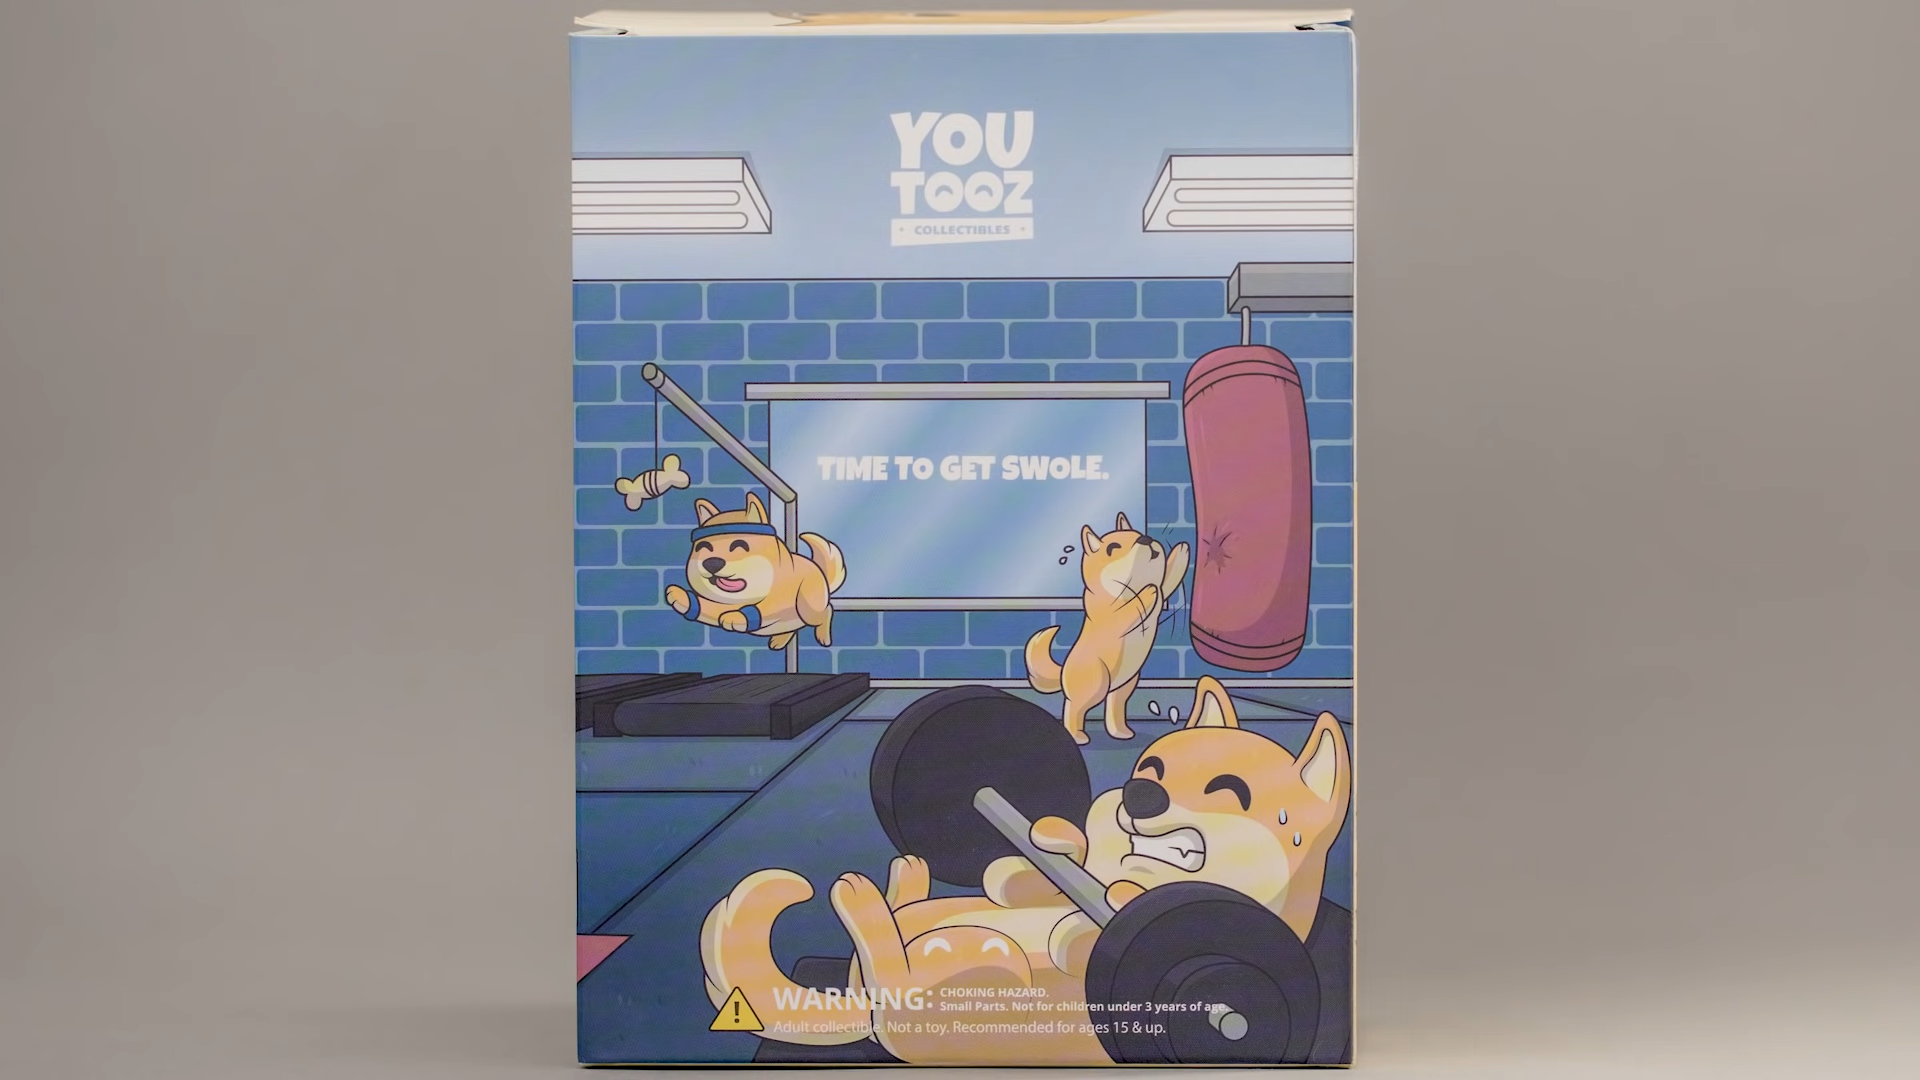 YOU
TOOZ
COLLECTIBLES
TIME TO GET SWOLE.
WARNING: CHOKING HAZARD.
Small Parts. Not for children under 3 years of age.
Adult collectible. Not a toy. Recommended for ages 15 & up.